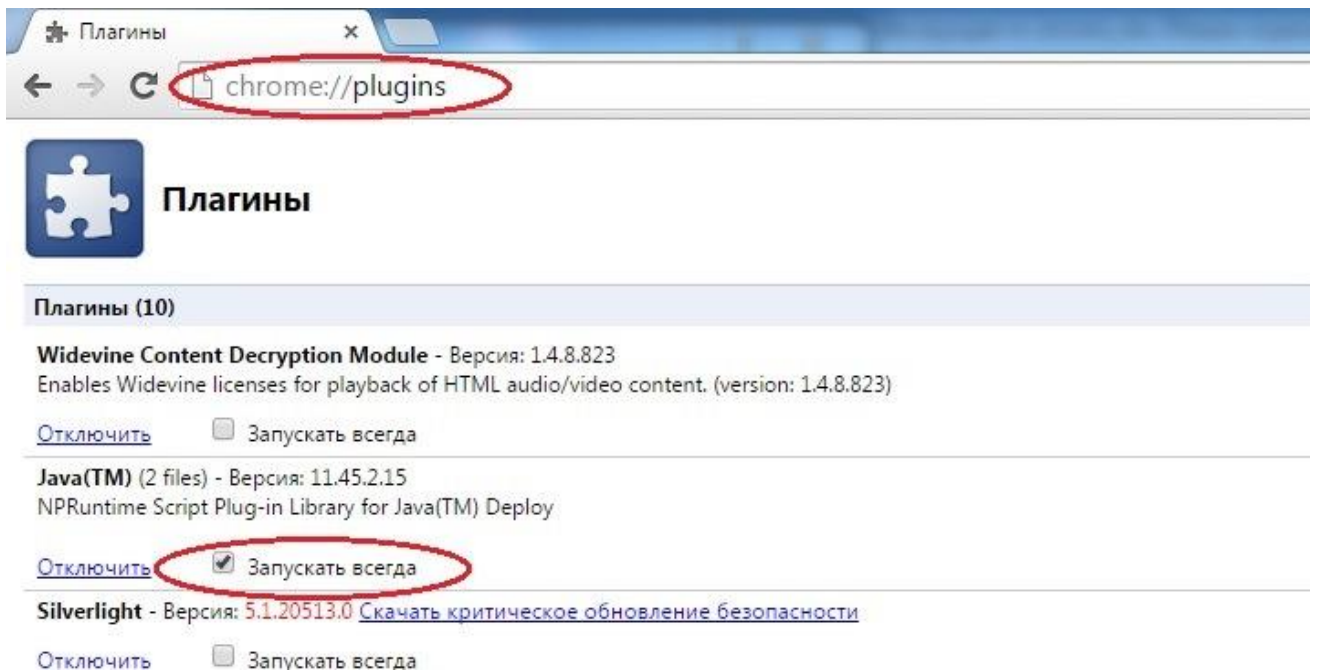 Плагины
chrome://plugins
Плагины
Плагины (10)
Widevine Content Decryption Module - Версия: 1.4.8.823
Enables Widevine licenses for playback of HTML audio/video content. (version: 1.4.8.823)
Отключить Запускать всегда
Java(TM) (2 files) - Версия: 11.45.2.15
NPRuntime Script Plug-in Library for Java(TM) Deploy
Отключить Запускать всегда
Silverlight - Версия: 5.1.20513.0 Скачать критическое обновление безопасности
Отключить Запускать всегда